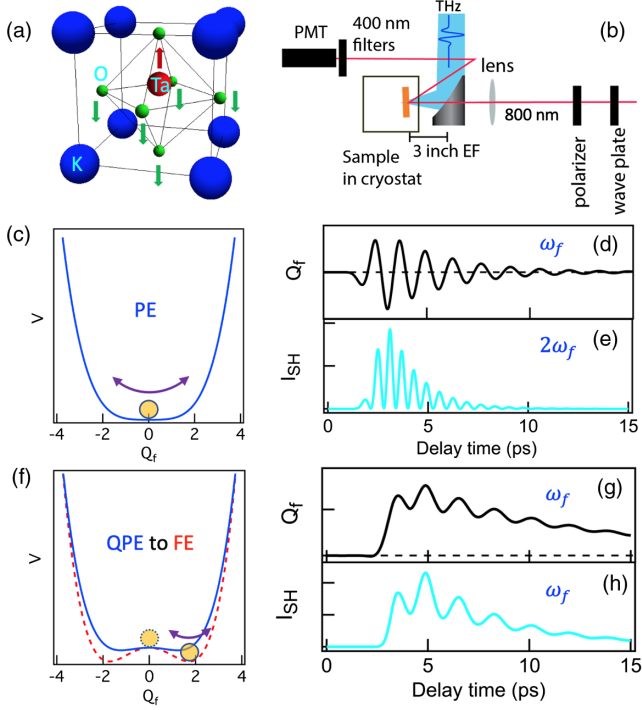 (a)
O
Ta
K
(b)
PMT
400 nm
filters
THz
lens
800 nm
3 inch EF
Sample
in cryostat
polarizer
wave plate
(c)
PE
V
-4 -2 0 2 4
Q_f
(d)
ω_f
Q_f
(e)
2ω_f
I_SH
0 5 10 15
Delay time (ps)
(f)
QPE to FE
V
-4 -2 0 2 4
Q_f
(g)
ω_f
Q_f
(h)
ω_f
I_SH
0 5 10 15
Delay time (ps)